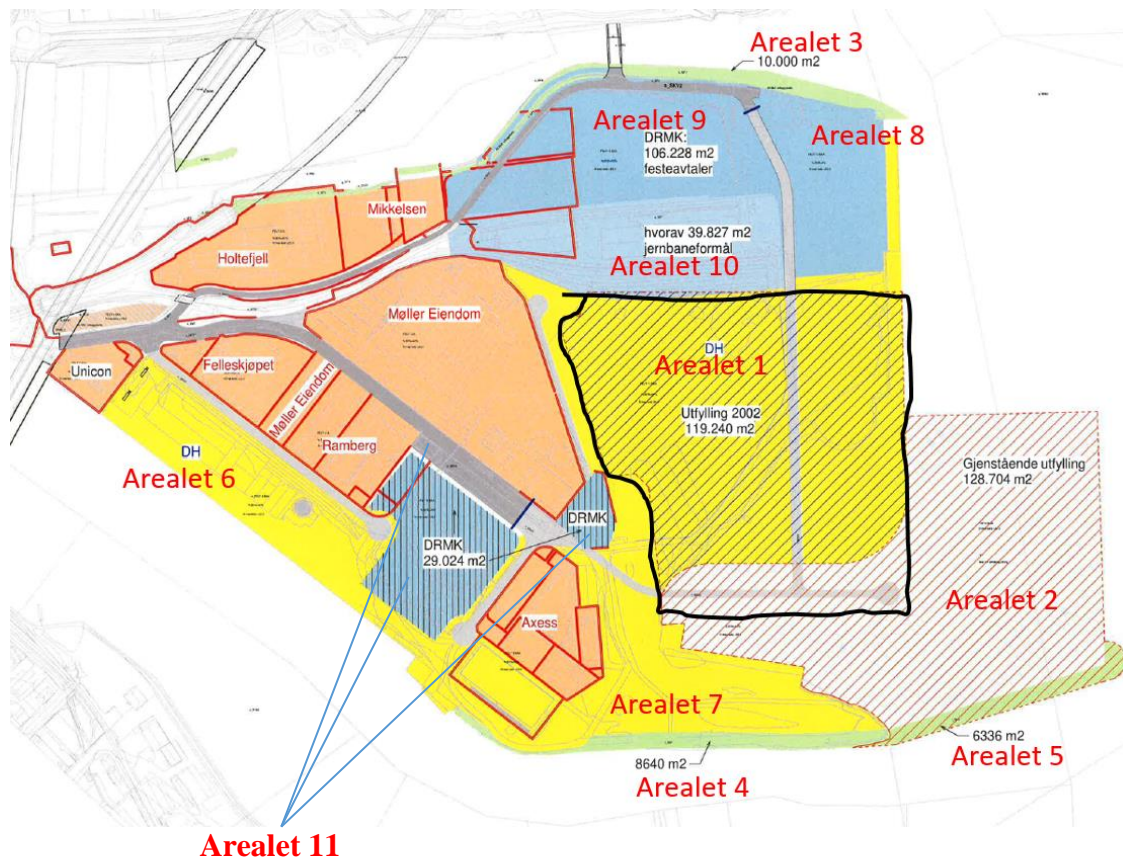 Arealet 3
10.000 m2
Arealet 9
DRMK:
106.228 m2
festeavtaler
Arealet 8
Mikkelsen
hvorav 39.827 m2
jernbaneformål
Arealet 10
Holtefjell
Møller Eiendom
DH
Arealet 1
Utfylling 2002
119.240 m2
Unicon
Felleskjøpet
Møller Eiendom
Ramberg
DH
Arealet 6
Gjenstående utfylling
128.704 m2
DRMK
DRMK
29.024 m2
Arealet 2
Axess
Arealet 7
6336 m2
Arealet 5
8640 m2
Arealet 4
Arealet 11